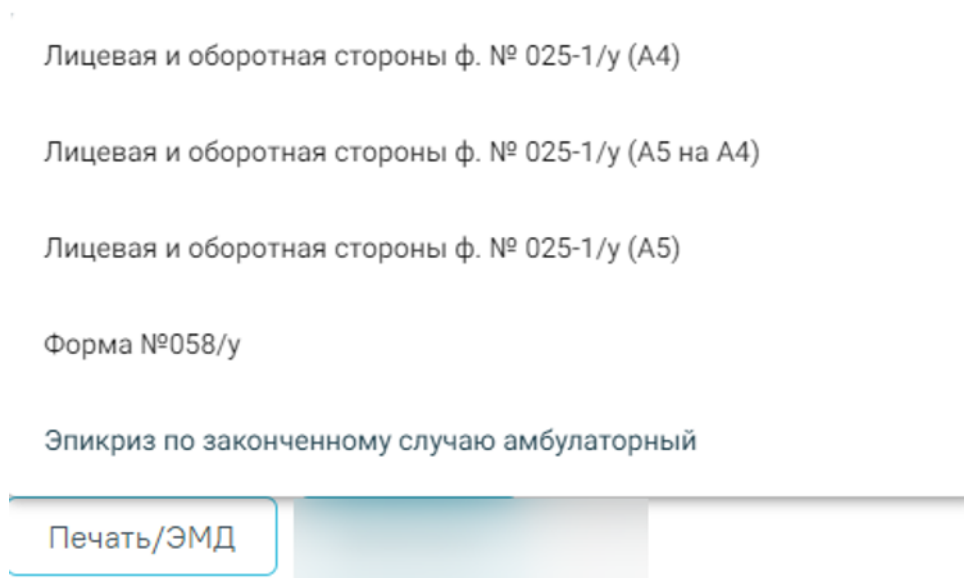 Лицевая и оборотная стороны ф. № 025-1/у (А4)
Лицевая и оборотная стороны ф. № 025-1/у (А5 на А4)
Лицевая и оборотная стороны ф. № 025-1/у (А5)
Форма №058/у
Эпикриз по законченному случаю амбулаторный
Печать/ЭМД